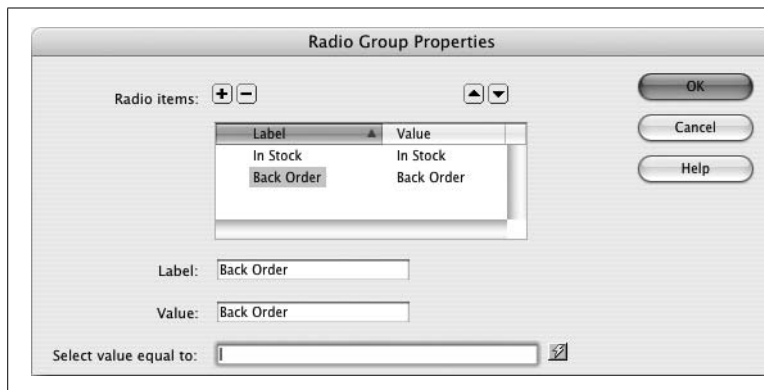 Radio Group Properties
Radio items:
OK
Label Value
Cancel
In Stock In Stock
Help
Back Order Back Order
Label: Back Order
Value: Back Order
Select value equal to: